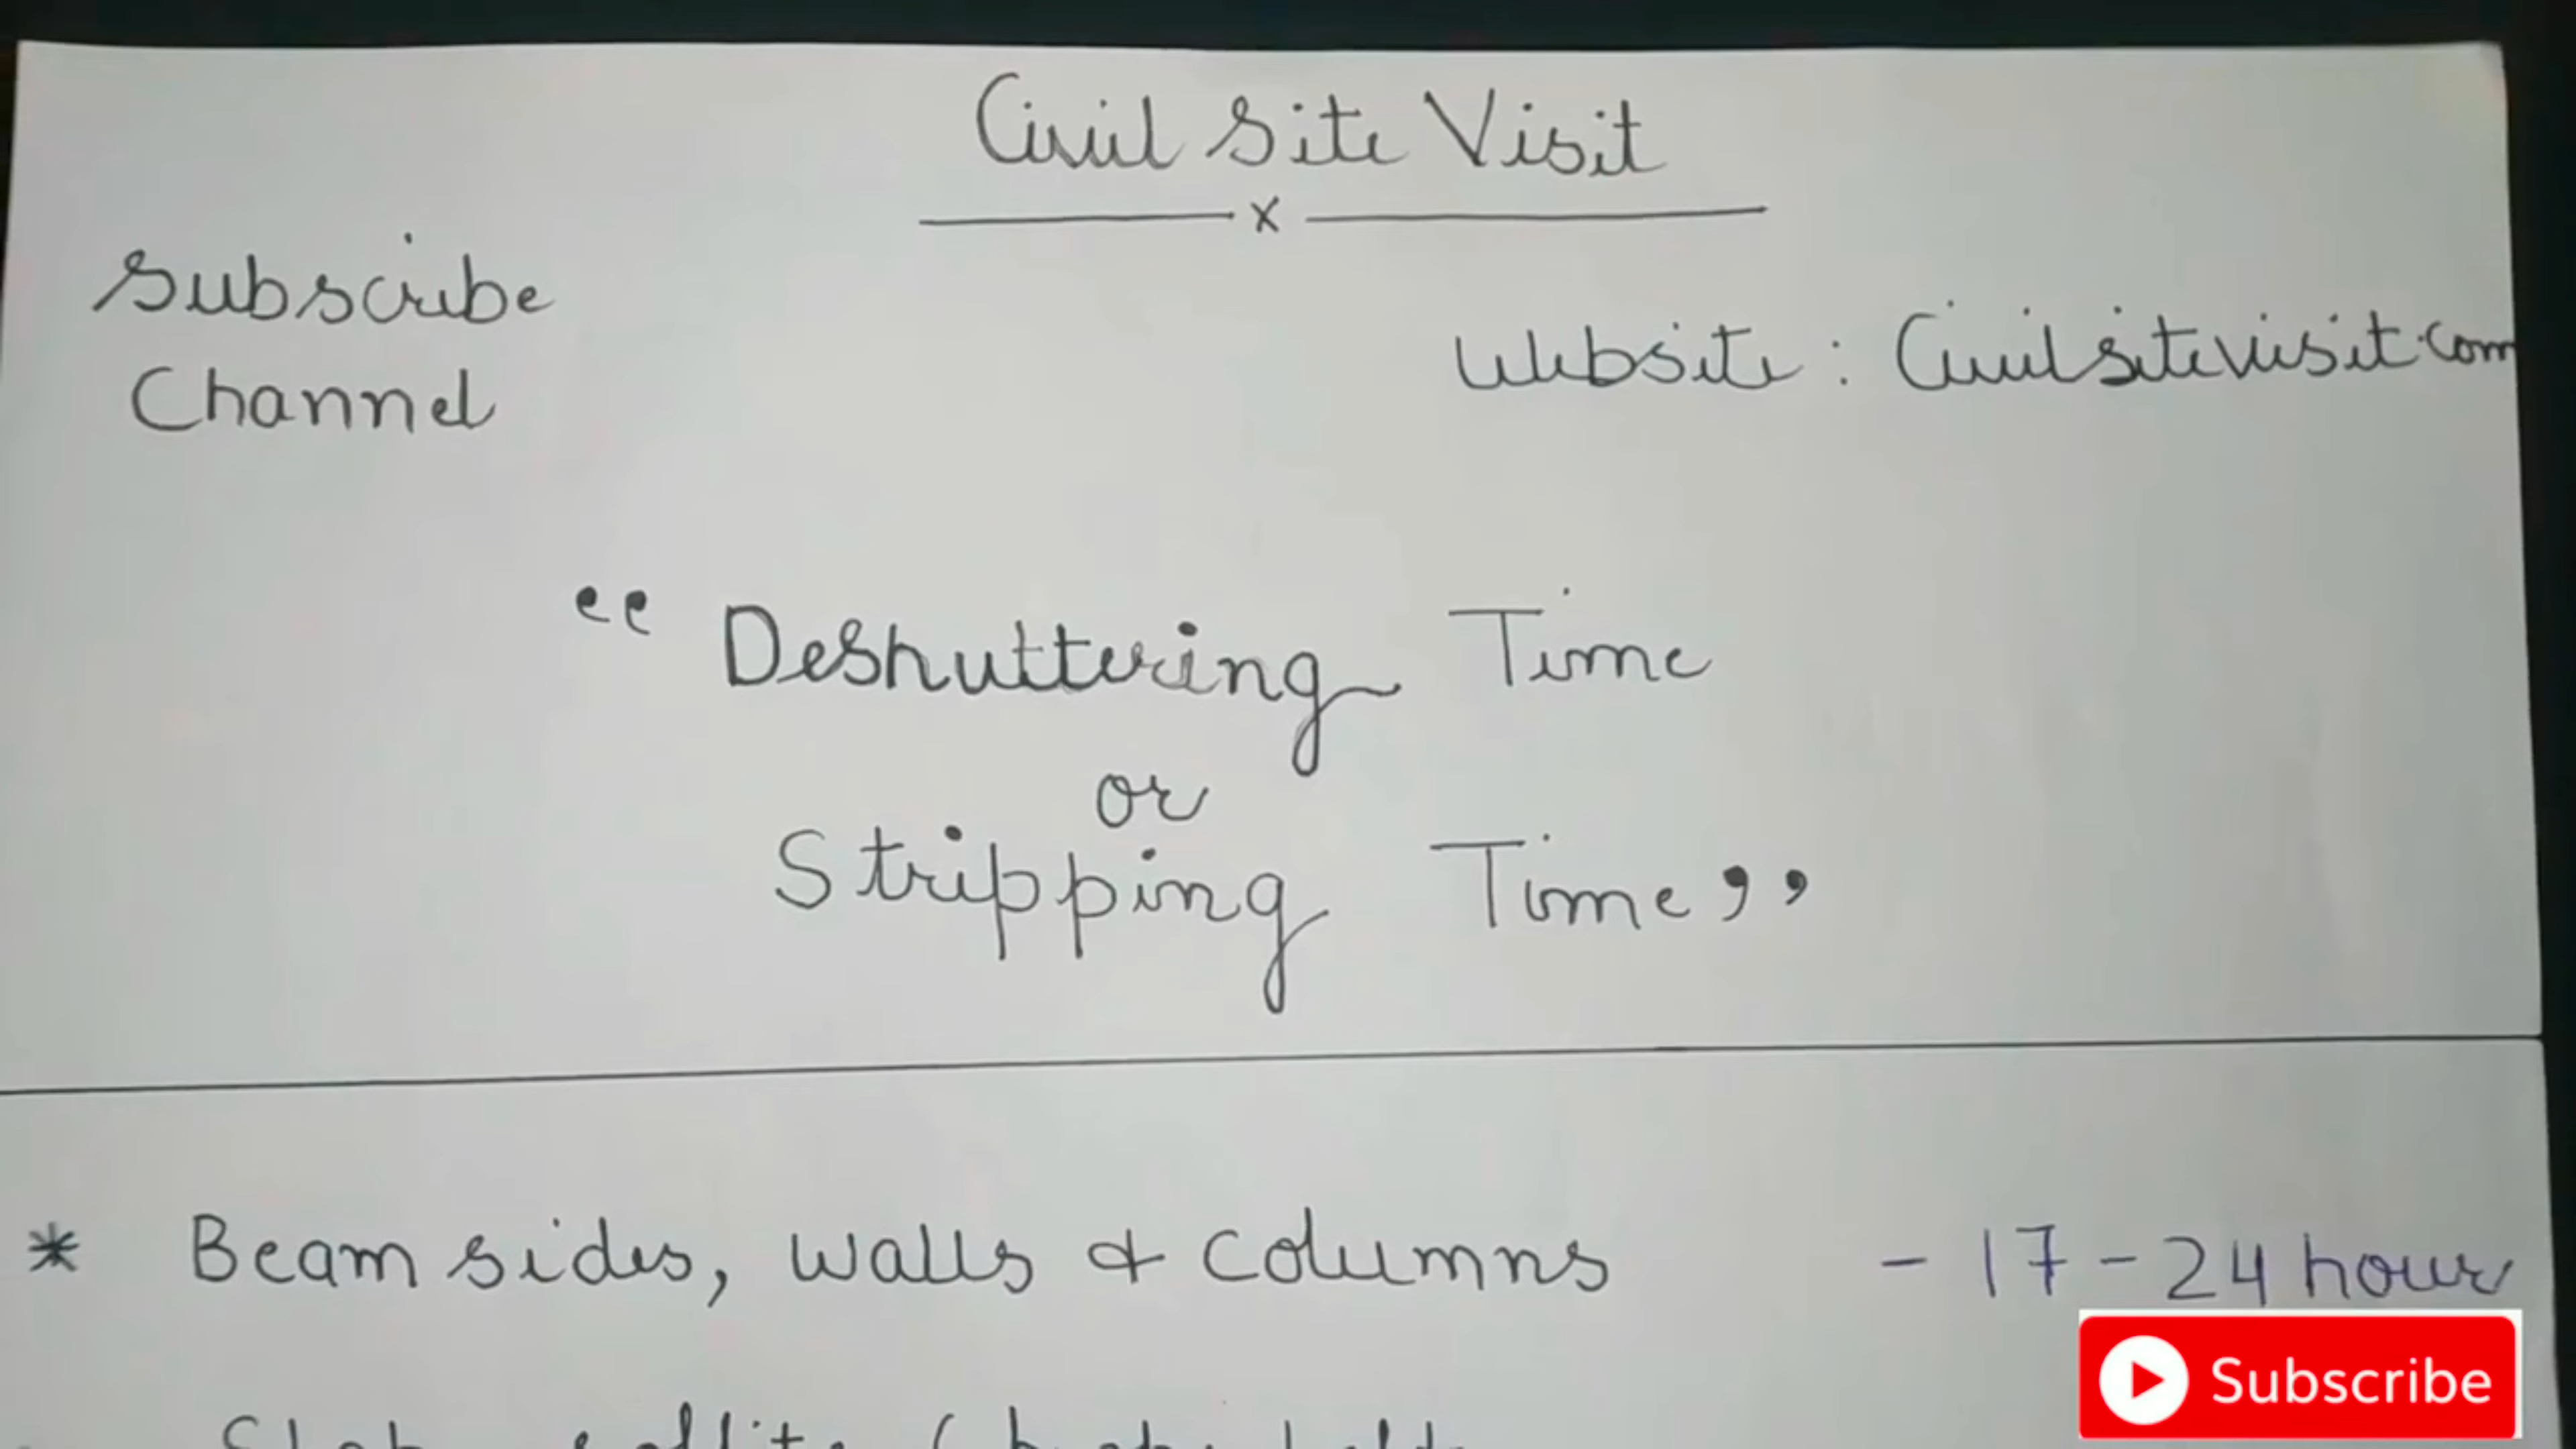 Civil Site Visit
x
Subscribe
Channel
Website : Civilsitevisit.com
“ Deshuttering Time
or
Stripping Time ”
* Beam sides, walls & columns - 17 - 24 hour
Subscribe